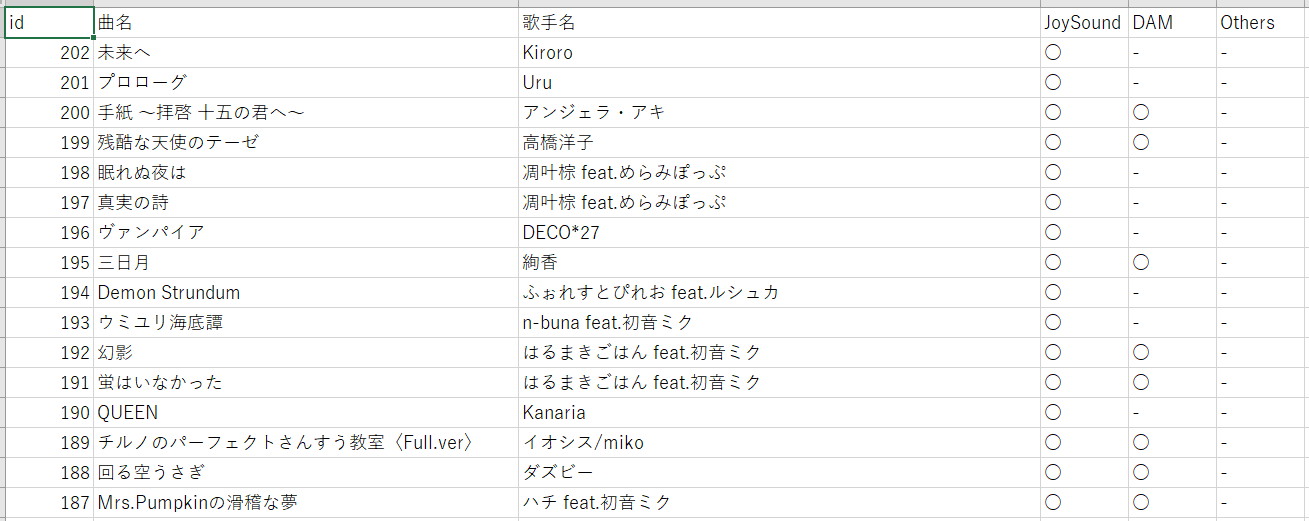 id 曲名 歌手名 JoySound DAM Others
202 未来へ Kiroro 〇 - -
201 プロローグ Uru 〇 - -
200 手紙 ～拝啓 十五の君へ～ アンジェラ・アキ 〇 〇 -
199 残酷な天使のテーゼ 高橋洋子 〇 〇 -
198 眠れぬ夜は 凋叶棕 feat.めらみぽっぷ 〇 - -
197 真実の詩 凋叶棕 feat.めらみぽっぷ 〇 - -
196 ヴァンパイア DECO*27 〇 - -
195 三日月 絢香 〇 〇 -
194 Demon Strundum ふぉれすとぴれお feat.ルシュカ 〇 - -
193 ウミユリ海底譚 n-buna feat.初音ミク 〇 - -
192 幻影 はるまきごはん feat.初音ミク 〇 〇 -
191 蛍はいなかった はるまきごはん feat.初音ミク 〇 〇 -
190 QUEEN Kanaria 〇 - -
189 チルノのパーフェクトさんすう教室〈Full.ver〉 イオシス/miko 〇 〇 -
188 回る空うさぎ ダズビー 〇 〇 -
187 Mrs.Pumpkinの滑稽な夢 ハチ feat.初音ミク 〇 〇 -